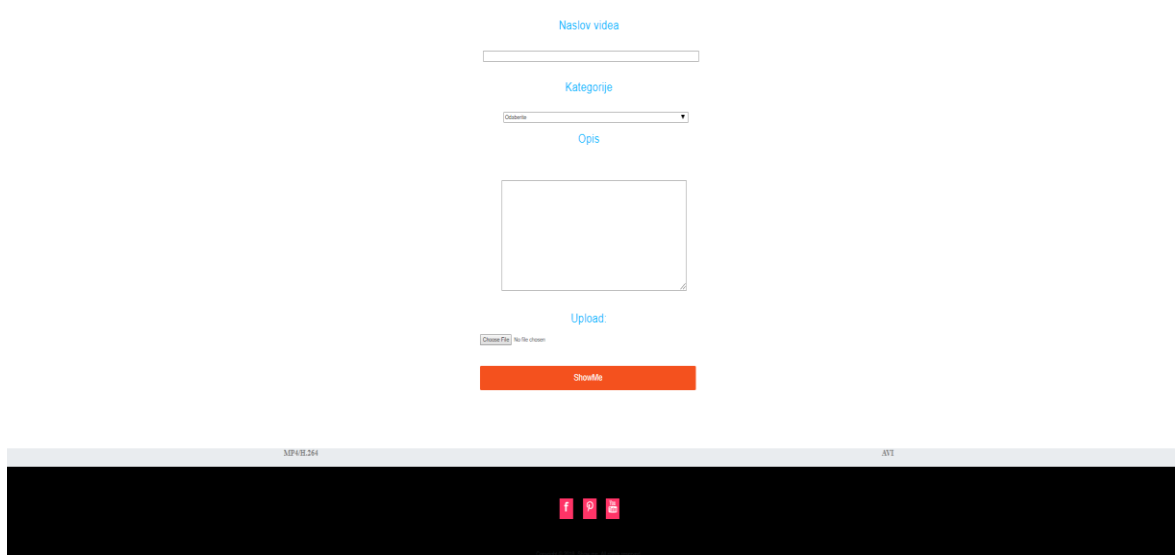 Naslov videa
Kategorije
Odaberite
Opis
Upload:
Choose File No file chosen
ShowMe
MP4/H.264 AVI